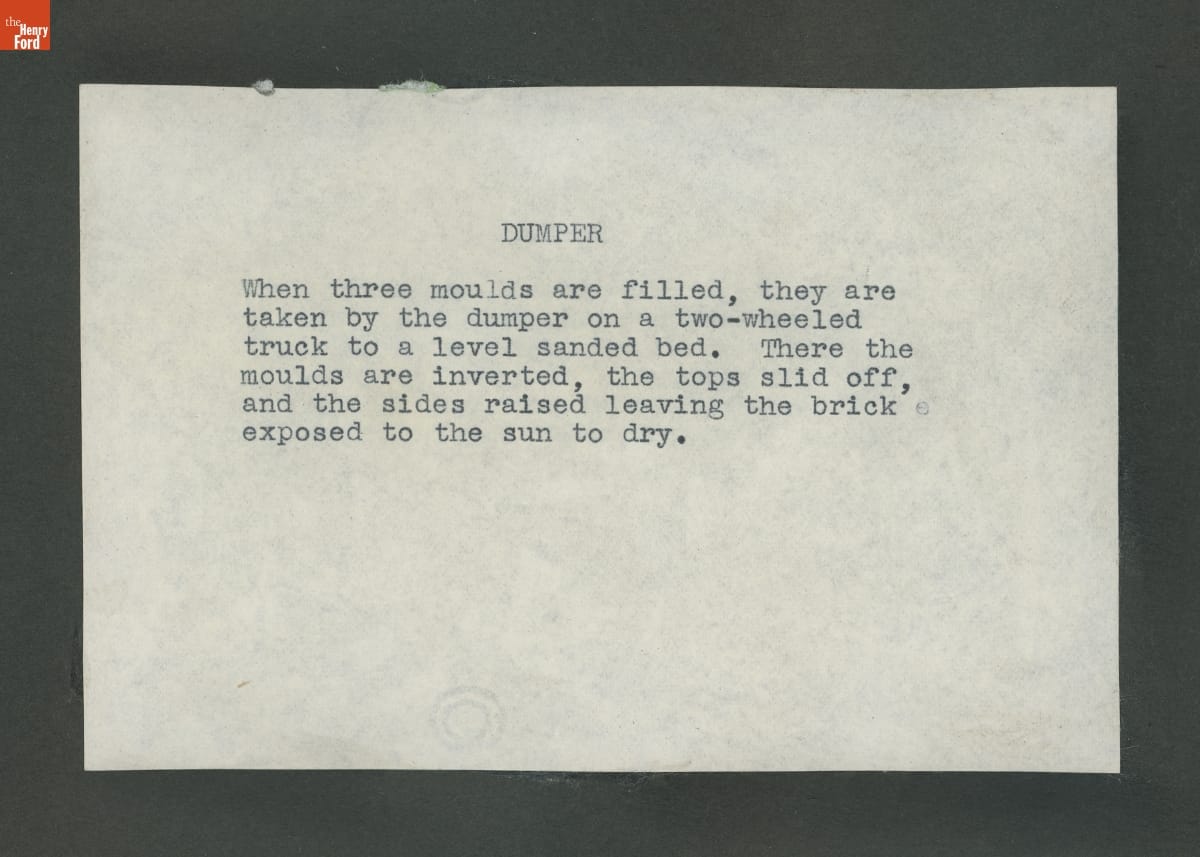 the
Henry
Ford
DUMPER
When three moulds are filled, they are
taken by the dumper on a two-wheeled
truck to a level sanded bed.  There the
moulds are inverted, the tops slid off,
and the sides raised leaving the brick e
exposed to the sun to dry.